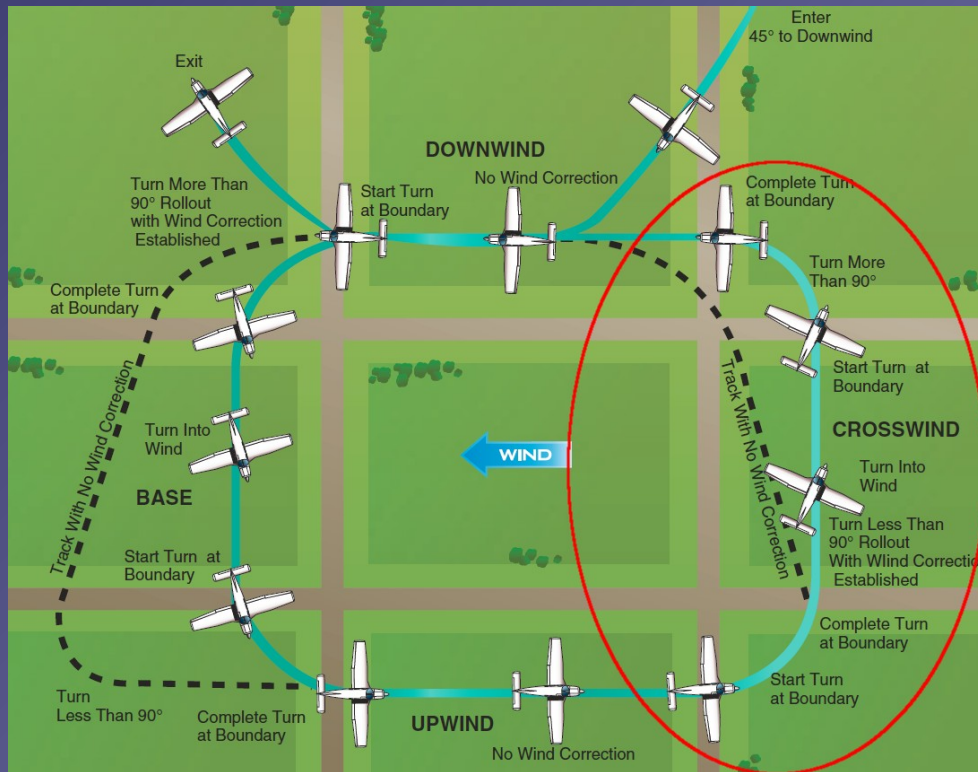 Enter
45° to Downwind
Exit
DOWNWIND
No Wind Correction
Start Turn
at Boundary
Turn More Than
90° Rollout
with Wind Correction
Established
Complete Turn
at Boundary
Turn More
Than 90°
Complete Turn
at Boundary
Start Turn at
Boundary
Track With No Wind Correction
Track With No Wind Correction
CROSSWIND
Turn Into
Wind
WIND
Turn Into
Wind
BASE
Turn Less Than
90° Rollout
With WIind Correctio
Established
Start Turn at
Boundary
Complete Turn
at Boundary
Start Turn
at Boundary
Turn
Less Than 90°
Complete Turn
at Boundary
UPWIND
No Wind Correction